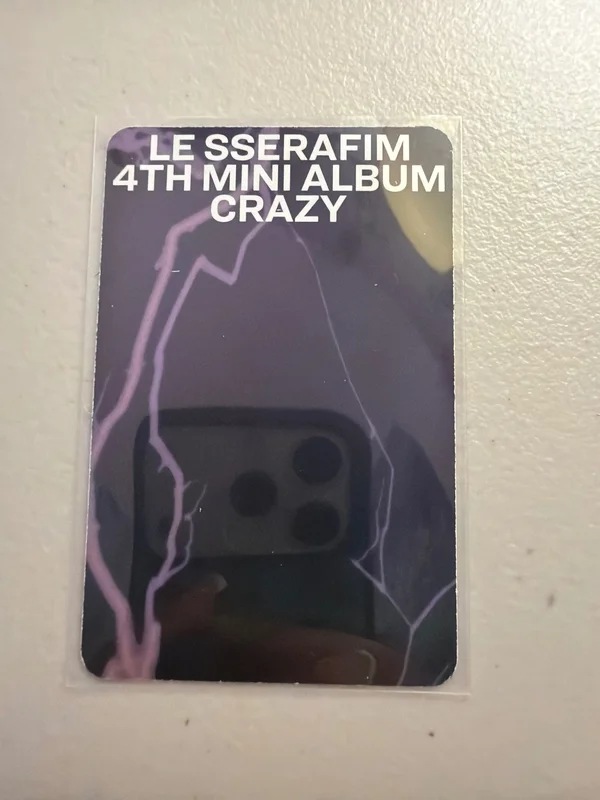 LE SSERAFIM
4TH MINI ALBUM
CRAZY